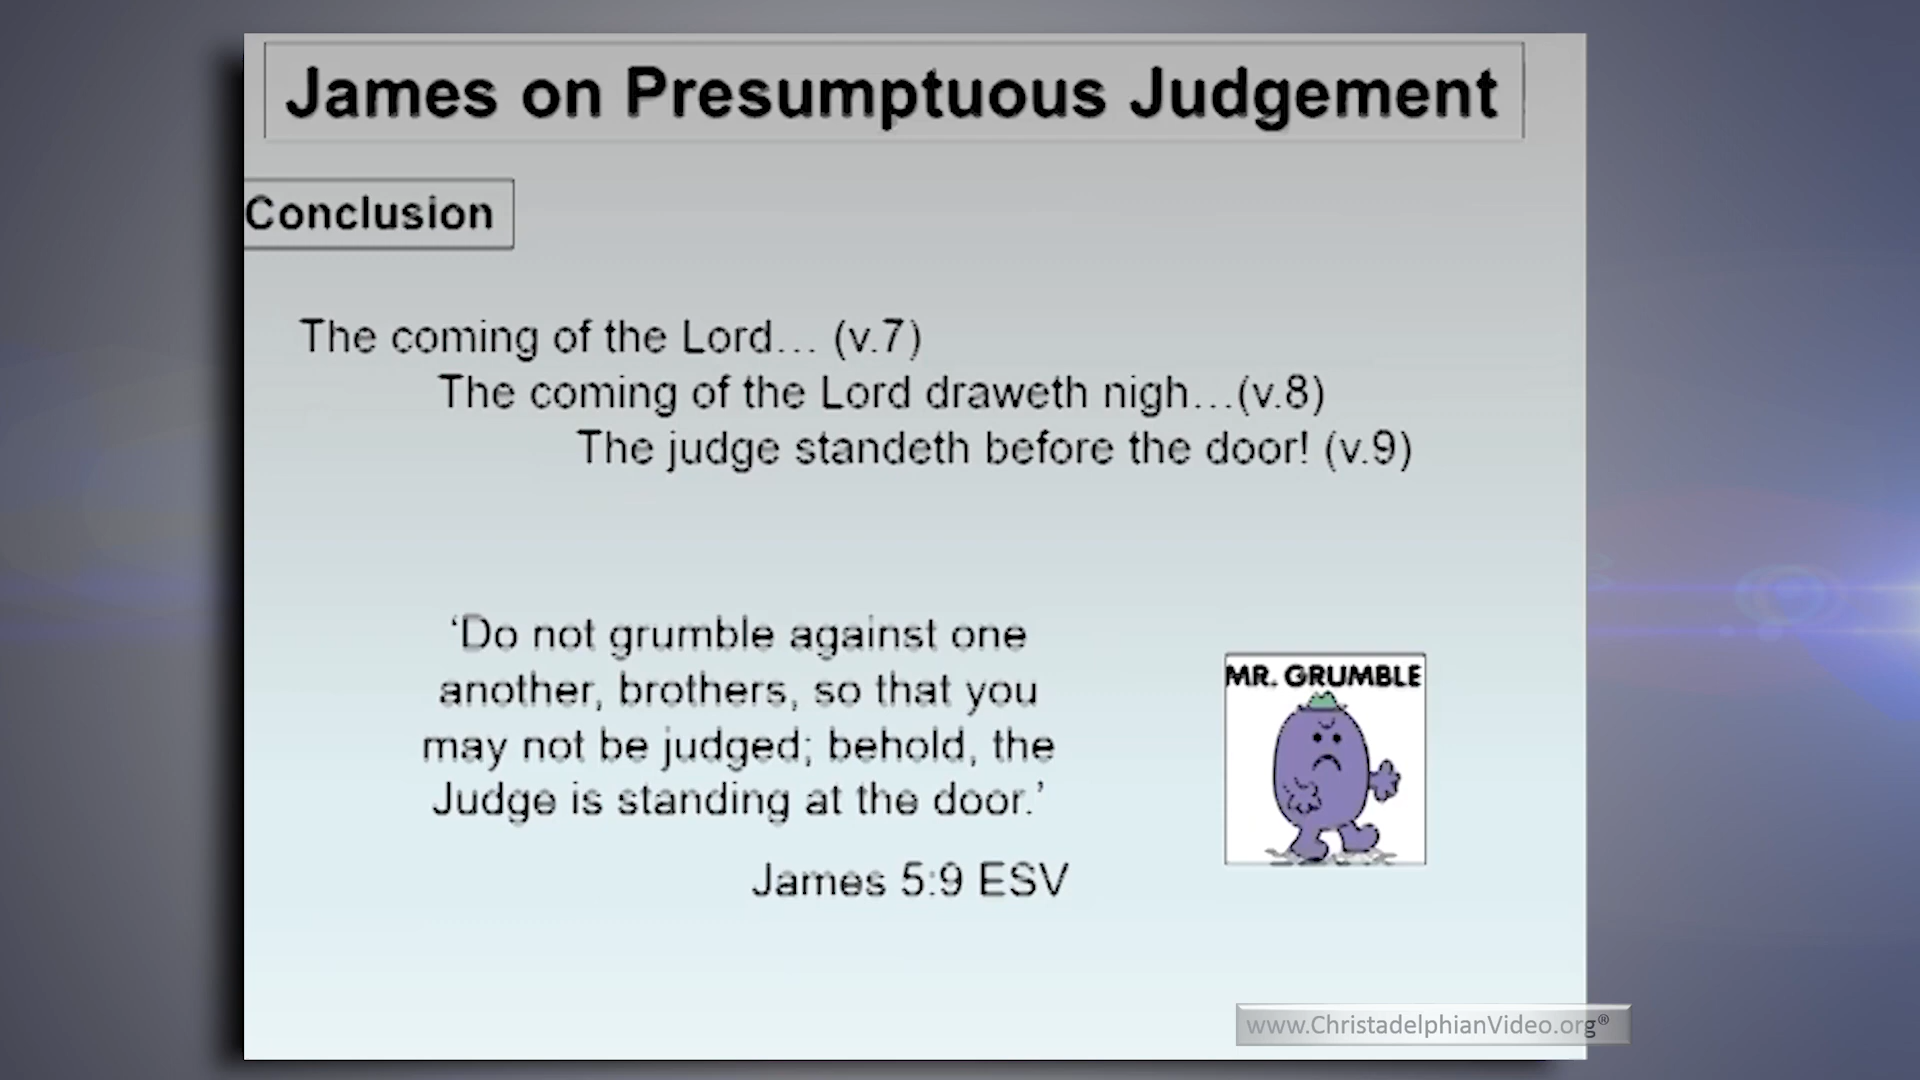 James on Presumptuous Judgement
Conclusion
The coming of the Lord… (v.7)
The coming of the Lord draweth nigh…(v.8)
The judge standeth before the door! (v.9)
‘Do not grumble against one
another, brothers, so that you
may not be judged; behold, the
Judge is standing at the door.’
James 5:9 ESV
MR. GRUMBLE
www.ChristadelphianVideo.org®